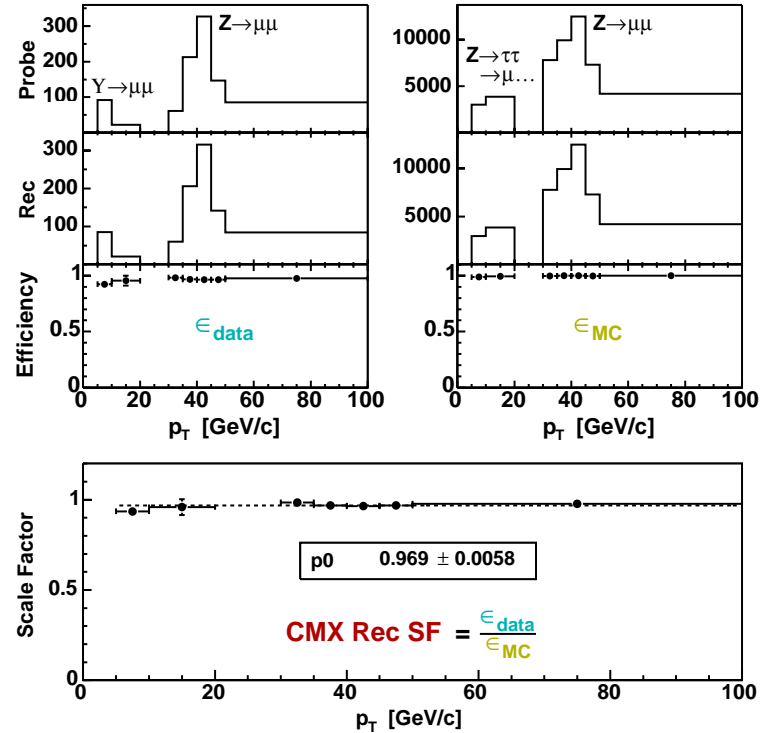 300
200
100
Probe
Υ→μμ
Z→μμ
10000
5000
Z→ττ
→μ...
Z→μμ
300
200
100
Rec
10000
5000
1
0.5
0
Efficiency
∈data
0 20 40 60 80 100
pT [GeV/c]
1
0.5
0
∈MC
0 20 40 60 80 100
pT [GeV/c]
1
0.5
0
Scale Factor
p0 0.969 ± 0.0058
CMX Rec SF = ∈data
∈MC
0 20 40 60 80 100
pT [GeV/c]